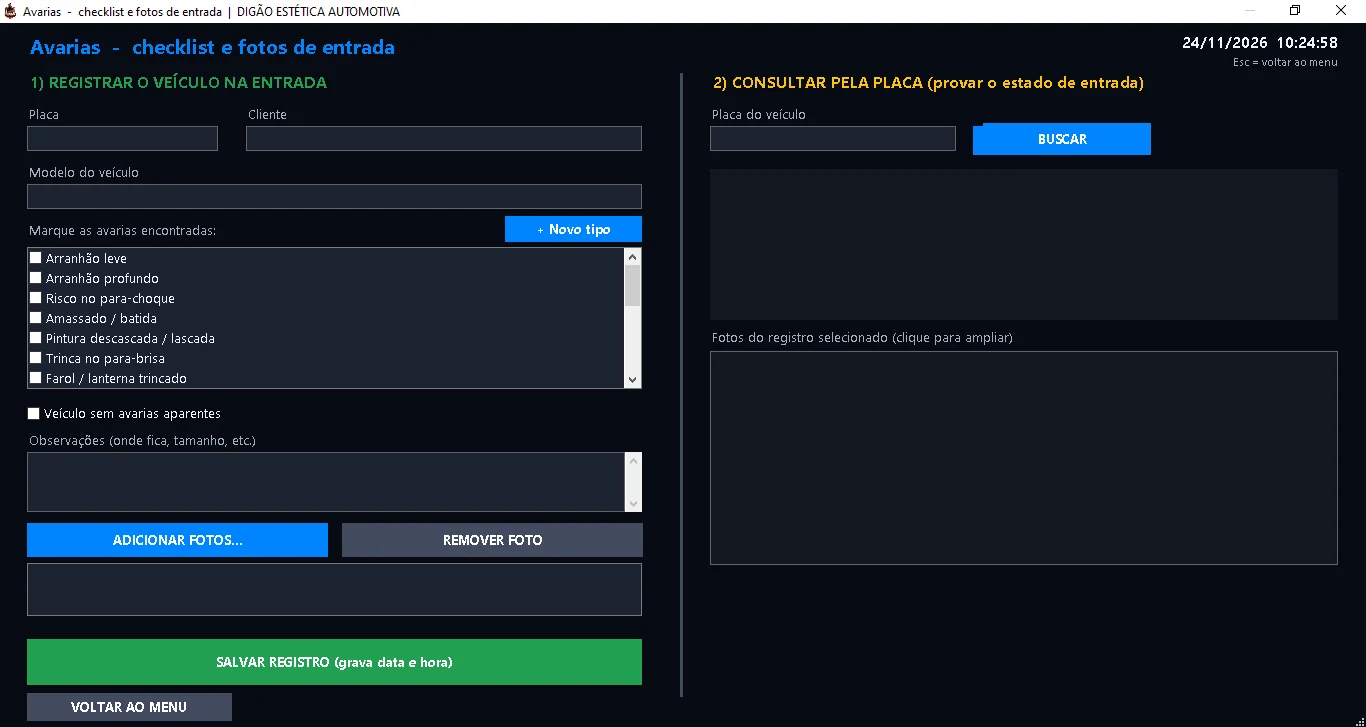 Avarias - checklist e fotos de entrada | DIGÃO ESTÉTICA AUTOMOTIVA
Avarias - checklist e fotos de entrada
24/11/2026 10:24:58
Esc = voltar ao menu
1) REGISTRAR O VEÍCULO NA ENTRADA
Placa
Cliente
Modelo do veículo
Marque as avarias encontradas:
+ Novo tipo
Arranhão leve
Arranhão profundo
Risco no para-choque
Amassado / batida
Pintura descascada / lascada
Trinca no para-brisa
Farol / lanterna trincado
Veículo sem avarias aparentes
Observações (onde fica, tamanho, etc.)
ADICIONAR FOTOS...
REMOVER FOTO
SALVAR REGISTRO (grava data e hora)
VOLTAR AO MENU
2) CONSULTAR PELA PLACA (provar o estado de entrada)
Placa do veículo
BUSCAR
Fotos do registro selecionado (clique para ampliar)